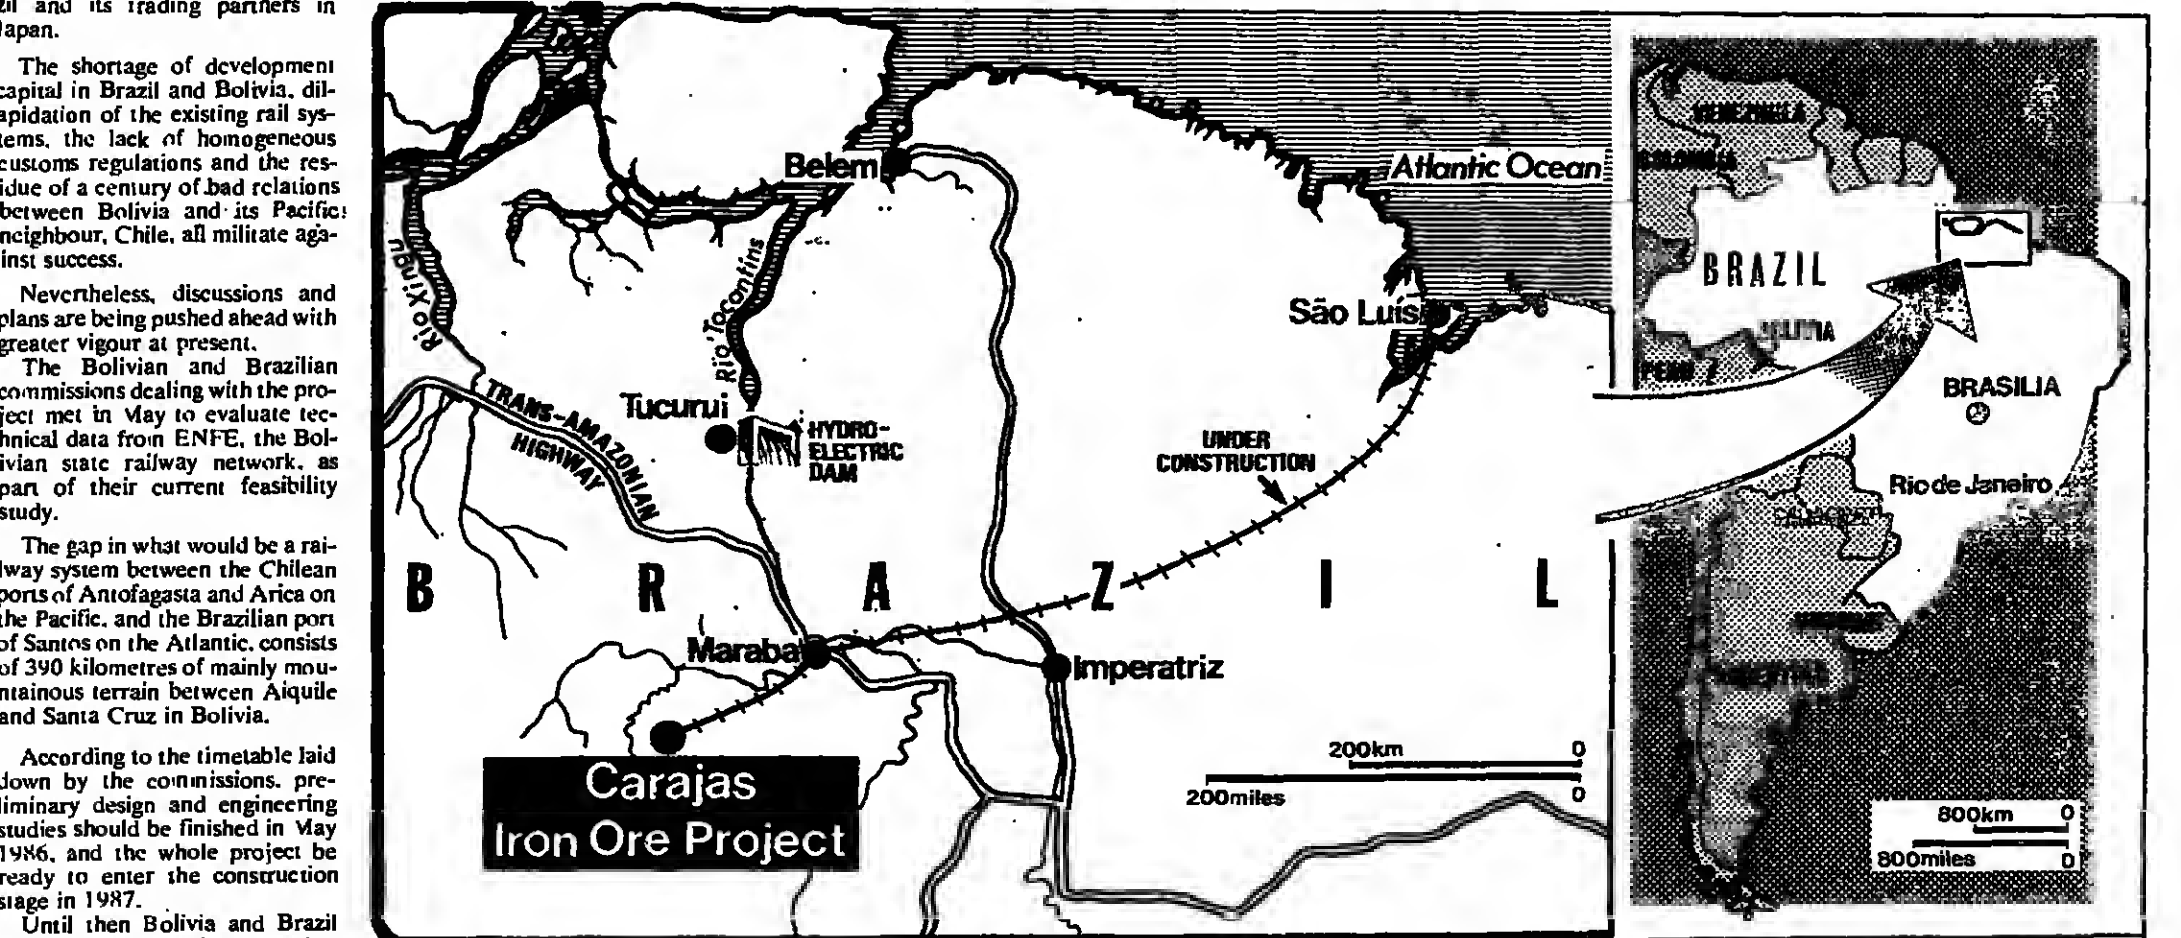 zil and its trading partners in
Japan.
The shortage of development
capital in Brazil and Bolivia, dil-
apidation of the existing rail sys-
tems, the lack of homogeneous
customs regulations and the res-
idue of a century of bad relations
between Bolivia and its Pacific
neighbour, Chile, all militate aga-
inst success.
Nevertheless, discussions and
plans are being pushed ahead with
greater vigour at present.
The Bolivian and Brazilian
commissions dealing with the pro-
ject met in May to evaluate tec-
hnical data from ENFE, the Bol-
ivian state railway network, as
part of their current feasibility
study.
The gap in what would be a rai-
lway system between the Chilean
ports of Antofagasta and Arica on
the Pacific, and the Brazilian port
of Santos on the Atlantic, consists
of 390 kilometres of mainly mou-
ntainous terrain between Aiquile
and Santa Cruz in Bolivia.
According to the timetable laid
down by the commissions, pre-
liminary design and engineering
studies should be finished in May
1986, and the whole project be
ready to enter the construction
stage in 1987.
Until then Bolivia and Brazil
Belem
Atlantic Ocean
Rio Xingu
Rio Tocontins
São Luís
TRANS-AMAZONIAN
HIGHWAY
Tucurui
HYDRO-
ELECTRIC
DAM
UNDER
CONSTRUCTION
B R A Z I L
Maraba
Imperatriz
Carajas
Iron Ore Project
200km 0
200miles 0
VENEZUELA
COLOMBIA
BRAZIL
BOLIVIA
PERU
BRASILIA
Rio de Janeiro
ARGENTINA
800km 0
800miles 0